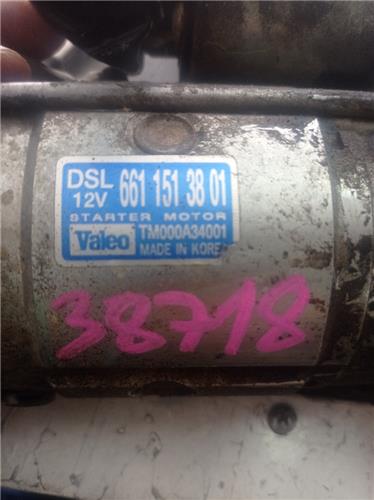 DSL 661 151 38 01
12V
STARTER MOTOR
Valeo TM000A34001
MADE IN KOREA
38718